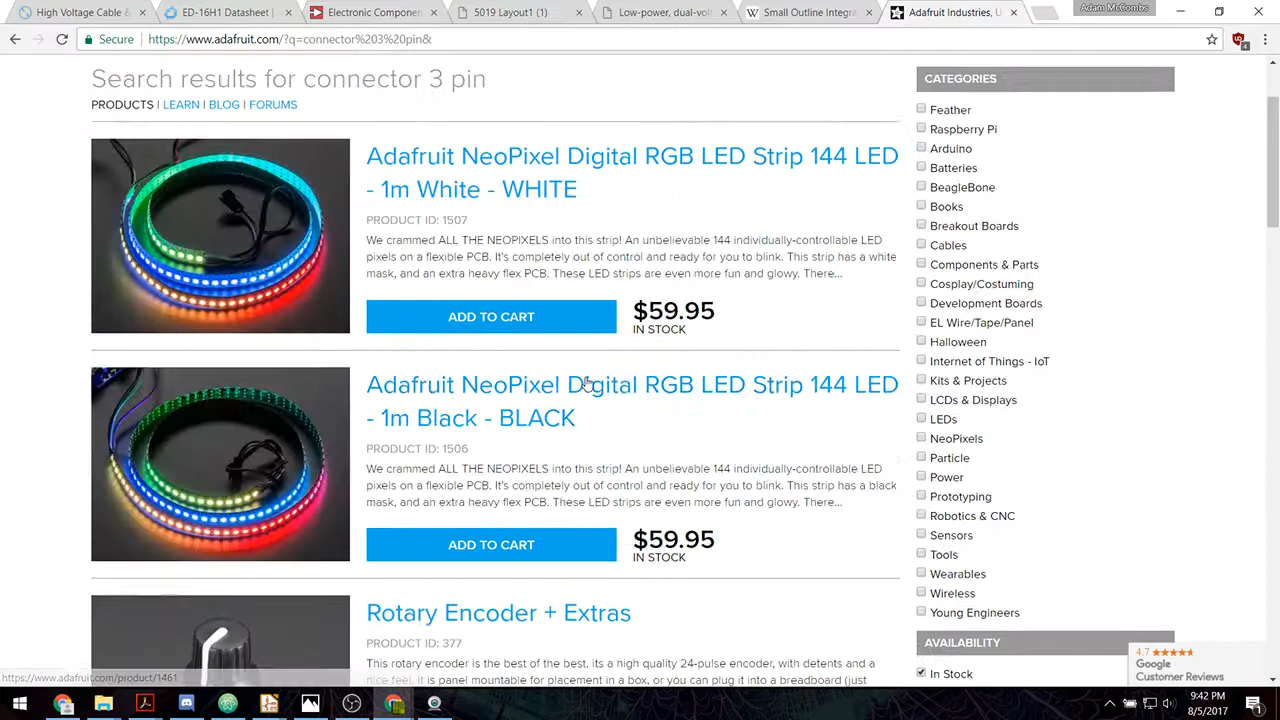 High Voltage Cable &
ED-16H1 Datasheet |
Electronic Componen
5019 Layout1 (1)
Low-power, dual-vol
Small Outline Integra
Adafruit Industries, U
Adam McCombs
Secure | https://www.adafruit.com/?q=connector%203%20pin&
Search results for connector 3 pin
PRODUCTS | LEARN | BLOG | FORUMS
Adafruit NeoPixel Digital RGB LED Strip 144 LED
- 1m White - WHITE
PRODUCT ID: 1507
We crammed ALL THE NEOPIXELS into this strip! An unbelievable 144 individually-controllable LED
pixels on a flexible PCB. It's completely out of control and ready for you to blink. This strip has a white
mask, and an extra heavy flex PCB. These LED strips are even more fun and glowy. There...
ADD TO CART
$59.95
IN STOCK
Adafruit NeoPixel Digital RGB LED Strip 144 LED
- 1m Black - BLACK
PRODUCT ID: 1506
We crammed ALL THE NEOPIXELS into this strip! An unbelievable 144 individually-controllable LED
pixels on a flexible PCB. It's completely out of control and ready for you to blink. This strip has a black
mask, and an extra heavy flex PCB. These LED strips are even more fun and glowy. There...
ADD TO CART
$59.95
IN STOCK
Rotary Encoder + Extras
PRODUCT ID: 377
This rotary encoder is the best of the best, its a high quality 24-pulse encoder, with detents and a
nice feel. It is panel mountable for placement in a box, or you can plug it into a breadboard (just
CATEGORIES
Feather
Raspberry Pi
Arduino
Batteries
BeagleBone
Books
Breakout Boards
Cables
Components & Parts
Cosplay/Costuming
Development Boards
EL Wire/Tape/Panel
Halloween
Internet of Things - IoT
Kits & Projects
LCDs & Displays
LEDs
NeoPixels
Particle
Power
Prototyping
Robotics & CNC
Sensors
Tools
Wearables
Wireless
Young Engineers
AVAILABILITY
In Stock
4.7
Google
Customer Reviews
https://www.adafruit.com/product/1461
9:42 PM
8/5/2017